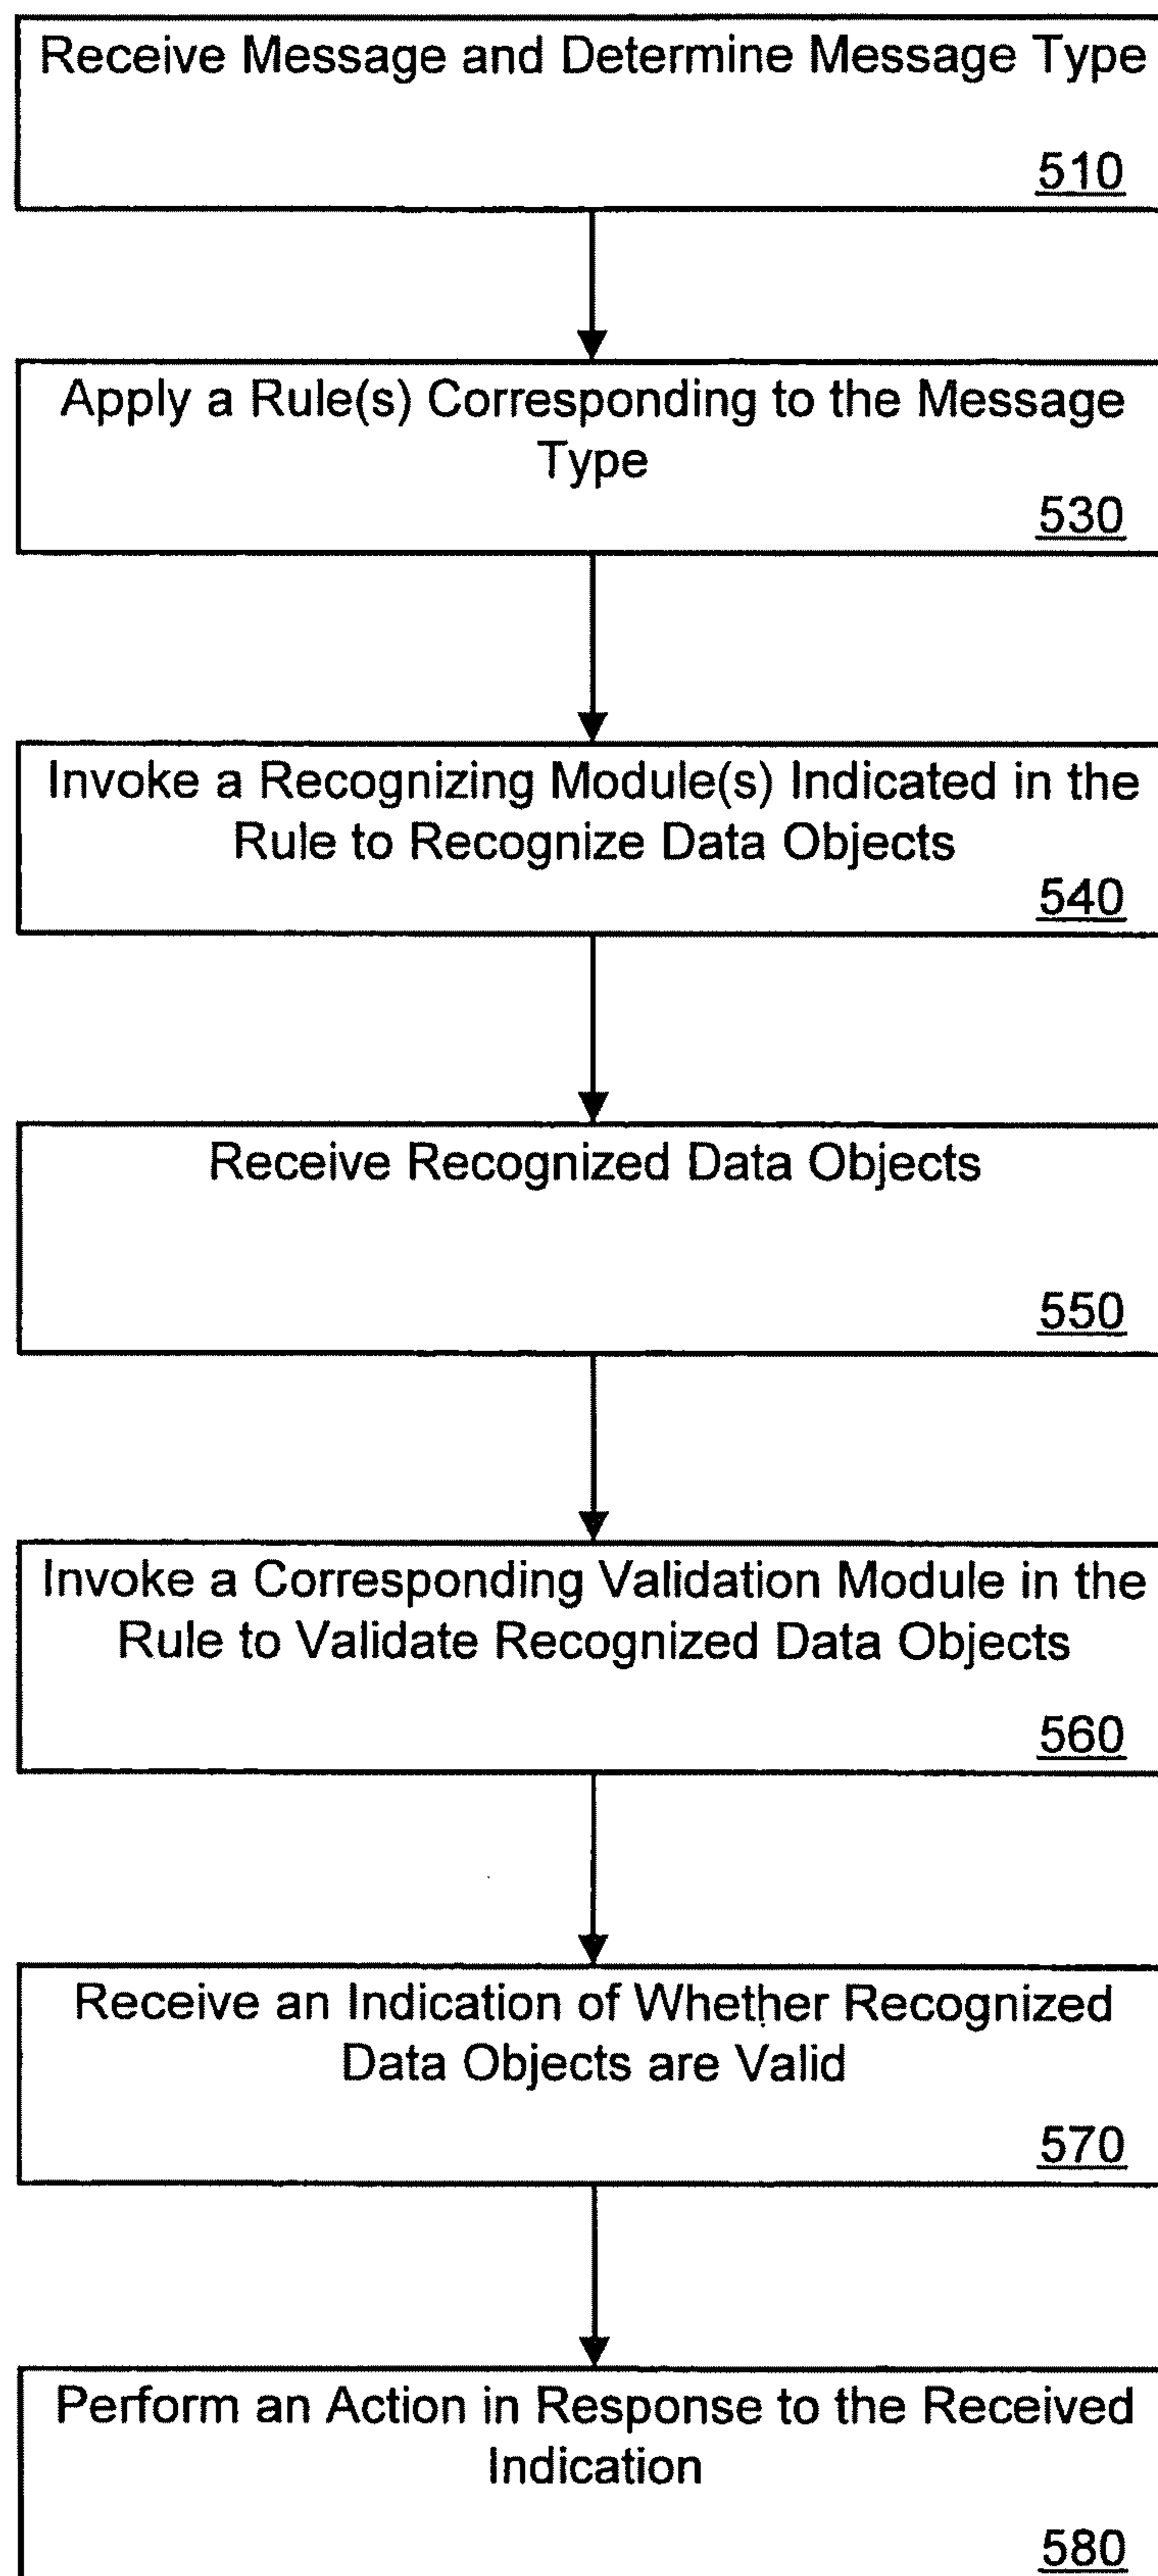 Receive Message and Determine Message Type
510
Apply a Rule(s) Corresponding to the Message
Type
530
Invoke a Recognizing Module(s) Indicated in the
Rule to Recognize Data Objects
540
Receive Recognized Data Objects
550
Invoke a Corresponding Validation Module in the
Rule to Validate Recognized Data Objects
560
Receive an Indication of Whether Recognized
Data Objects are Valid
570
Perform an Action in Response to the Received
Indication
580